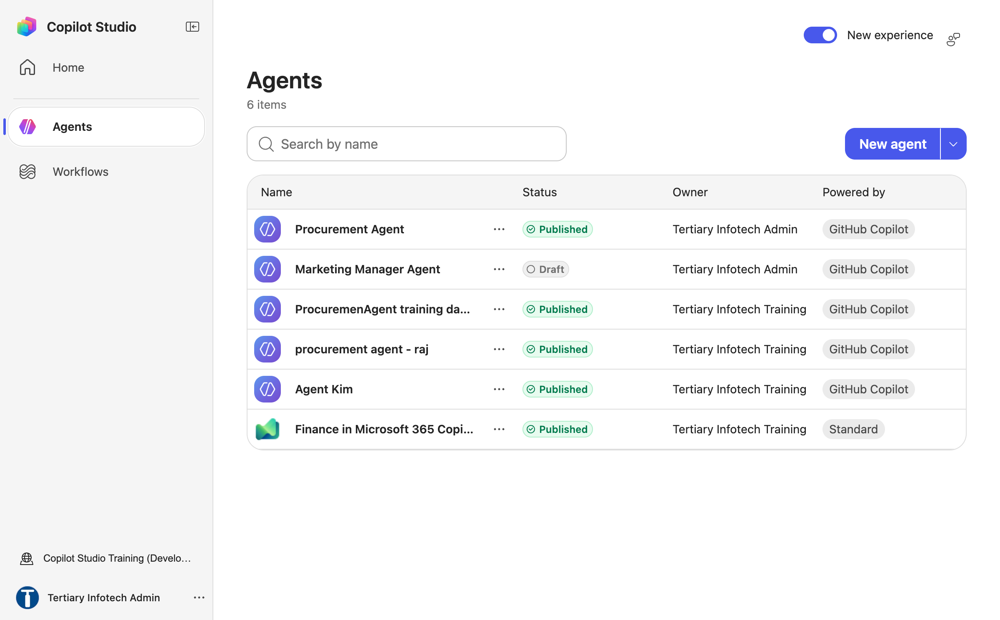 Copilot Studio
Home
Agents
Workflows
Copilot Studio Training (Develo...
Tertiary Infotech Admin
New experience
Agents
6 items
Search by name
New agent
Name Status Owner Powered by
Procurement Agent Published Tertiary Infotech Admin GitHub Copilot
Marketing Manager Agent Draft Tertiary Infotech Admin GitHub Copilot
ProcuremenAgent training da... Published Tertiary Infotech Training GitHub Copilot
procurement agent - raj Published Tertiary Infotech Training GitHub Copilot
Agent Kim Published Tertiary Infotech Training GitHub Copilot
Finance in Microsoft 365 Copi... Published Tertiary Infotech Training Standard